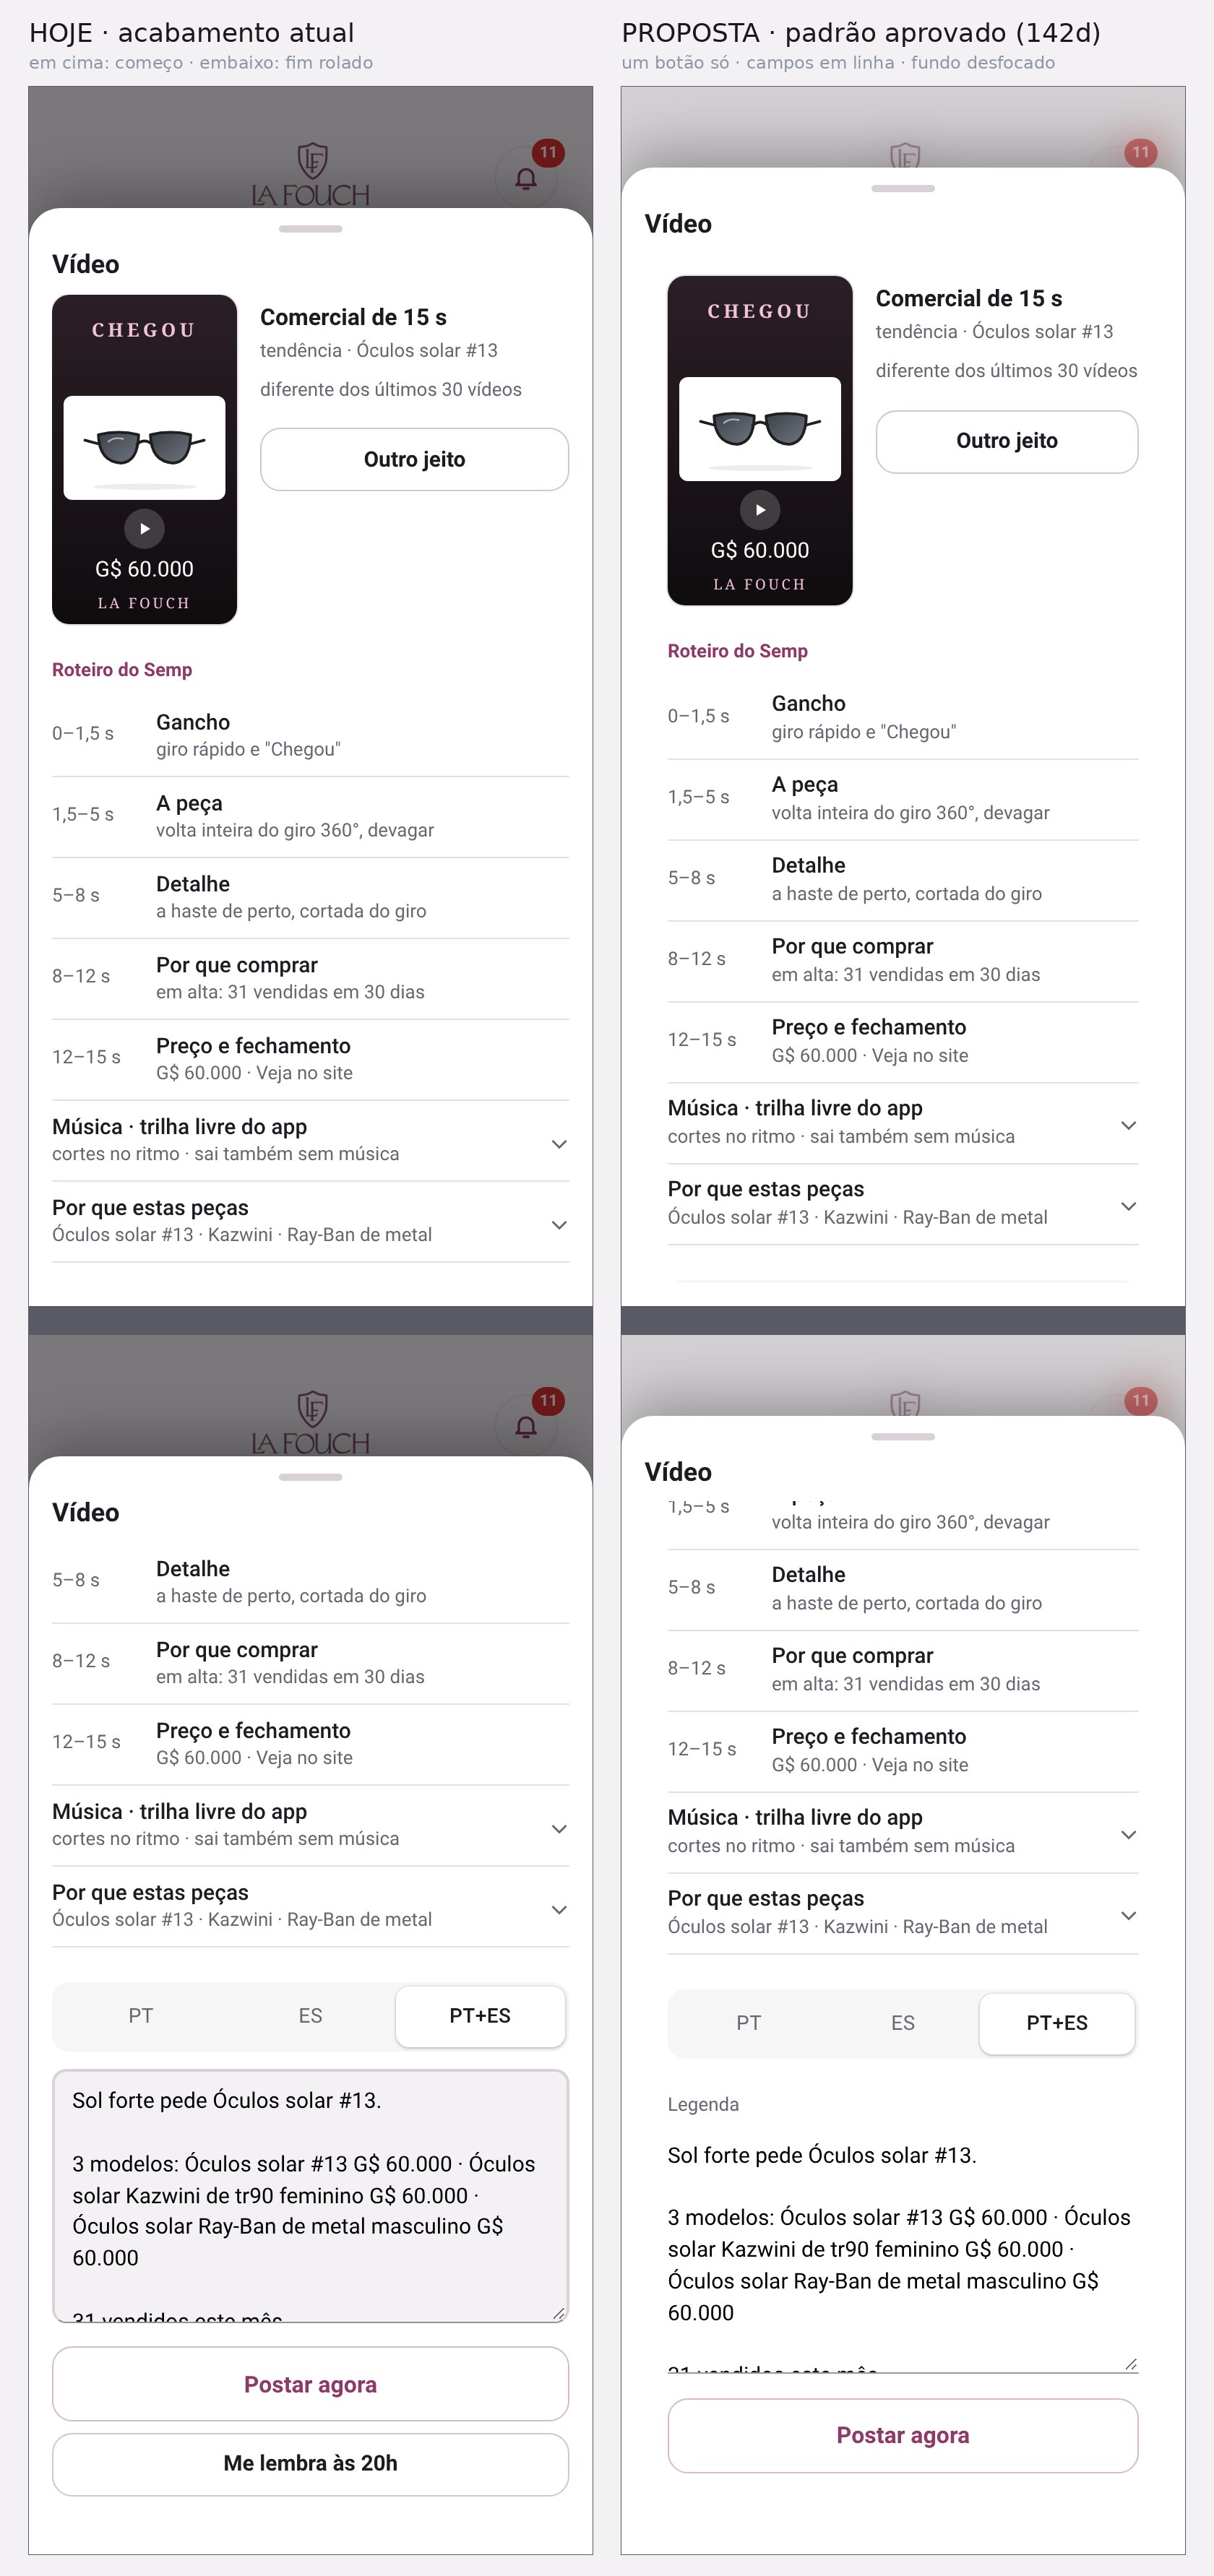 HOJE · acabamento atual
em cima: começo · embaixo: fim rolado
11
LA FOUCH
Vídeo
CHEGOU
G$ 60.000
LA FOUCH
Comercial de 15 s
tendência · Óculos solar #13
diferente dos últimos 30 vídeos
Outro jeito
Roteiro do Semp
0–1,5 s
Gancho
giro rápido e "Chegou"
1,5–5 s
A peça
volta inteira do giro 360°, devagar
5–8 s
Detalhe
a haste de perto, cortada do giro
8–12 s
Por que comprar
em alta: 31 vendidas em 30 dias
12–15 s
Preço e fechamento
G$ 60.000 · Veja no site
Música · trilha livre do app
cortes no ritmo · sai também sem música
Por que estas peças
Óculos solar #13 · Kazwini · Ray-Ban de metal
11
LA FOUCH
Vídeo
5–8 s
Detalhe
a haste de perto, cortada do giro
8–12 s
Por que comprar
em alta: 31 vendidas em 30 dias
12–15 s
Preço e fechamento
G$ 60.000 · Veja no site
Música · trilha livre do app
cortes no ritmo · sai também sem música
Por que estas peças
Óculos solar #13 · Kazwini · Ray-Ban de metal
PT
ES
PT+ES
Sol forte pede Óculos solar #13.
3 modelos: Óculos solar #13 G$ 60.000 · Óculos
solar Kazwini de tr90 feminino G$ 60.000 ·
Óculos solar Ray-Ban de metal masculino G$
60.000
31 vendidos este mês
Postar agora
Me lembra às 20h
PROPOSTA · padrão aprovado (142d)
um botão só · campos em linha · fundo desfocado
11
Vídeo
CHEGOU
G$ 60.000
LA FOUCH
Comercial de 15 s
tendência · Óculos solar #13
diferente dos últimos 30 vídeos
Outro jeito
Roteiro do Semp
0–1,5 s
Gancho
giro rápido e "Chegou"
1,5–5 s
A peça
volta inteira do giro 360°, devagar
5–8 s
Detalhe
a haste de perto, cortada do giro
8–12 s
Por que comprar
em alta: 31 vendidas em 30 dias
12–15 s
Preço e fechamento
G$ 60.000 · Veja no site
Música · trilha livre do app
cortes no ritmo · sai também sem música
Por que estas peças
Óculos solar #13 · Kazwini · Ray-Ban de metal
11
Vídeo
1,5–5 s
volta inteira do giro 360°, devagar
5–8 s
Detalhe
a haste de perto, cortada do giro
8–12 s
Por que comprar
em alta: 31 vendidas em 30 dias
12–15 s
Preço e fechamento
G$ 60.000 · Veja no site
Música · trilha livre do app
cortes no ritmo · sai também sem música
Por que estas peças
Óculos solar #13 · Kazwini · Ray-Ban de metal
PT
ES
PT+ES
Legenda
Sol forte pede Óculos solar #13.
3 modelos: Óculos solar #13 G$ 60.000 · Óculos
solar Kazwini de tr90 feminino G$ 60.000 ·
Óculos solar Ray-Ban de metal masculino G$
60.000
31 vendidos este mês
Postar agora